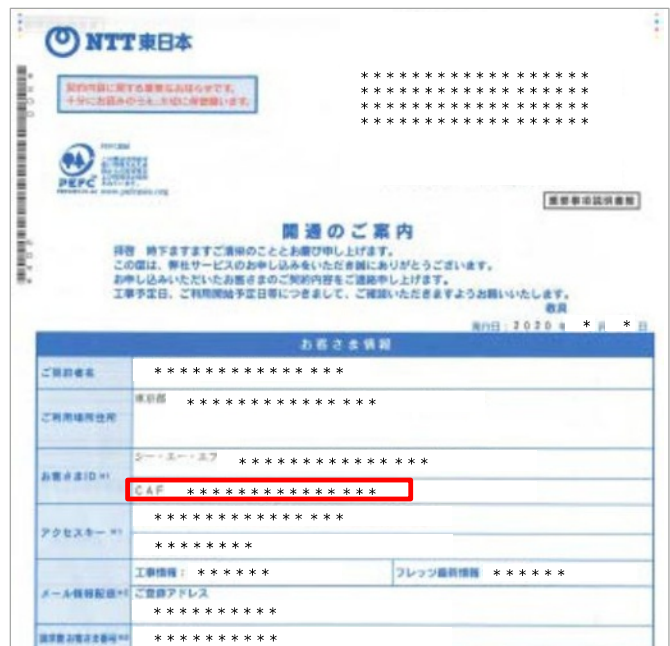 NTT東日本
契約内容に関する重要なお知らせです。
十分にお読みのうえ、大切に保管願います。
* * * * * * * * * * * * * * * * * *
* * * * * * * * * * * * * * * * * *
* * * * * * * * * * * * * * * * * *
* * * * * * * * * * * * * * * * * *
PEFC
重要事項説明書無
開通のご案内
拝啓 時下ますますご清栄のこととお慶び申し上げます。
この度は、弊社サービスのお申し込みをいただき誠にありがとうございます。
お申し込みいただいたお客さまのご契約内容をご連絡申し上げます。
工事予定日、ご利用開始予定日等につきまして、ご確認いただきますようお願いいたします。
敬具
発行日:2020年 * 月 * 日
お客さま情報
ご契約者名 * * * * * * * * * * * * * * *
ご利用場所住所 東京都 * * * * * * * * * * * * * * *
シー・エー・エフ * * * * * * * * * * * * * * *
お客さまID
CAF * * * * * * * * * * * * * * *
アクセスキー * * * * * * * * * * * * * * *
* * * * * * * *
工事情報: * * * * * * フレッツ最新情報 * * * * * *
メール情報配信 ご登録アドレス
* * * * * * * * * *
請求書お客さま番号 * * * * * * * * * *